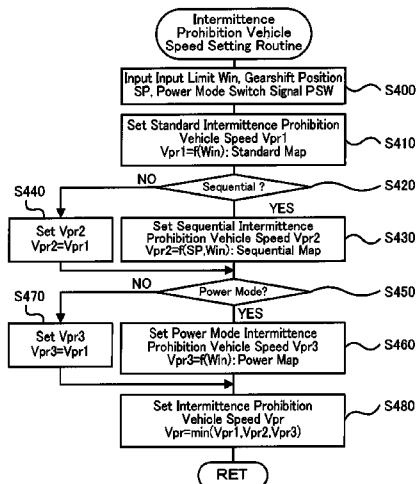 Intermittence
Prohibition Vehicle
Speed Setting Routine
Input Input Limit Win, Gearshift Position
SP, Power Mode Switch Signal PSW
S400
Set Standard Intermittence Prohibition
Vehicle Speed Vpr1
Vpr1=f(Win): Standard Map
S410
Sequential ?
S420
NO
YES
S440
Set Vpr2
Vpr2=Vpr1
Set Sequential Intermittence
Prohibition Vehicle Speed Vpr2
Vpr2=f(SP,Win): Sequential Map
S430
Power Mode?
S450
NO
YES
S470
Set Vpr3
Vpr3=Vpr1
Set Power Mode Intermittence
Prohibition Vehicle Speed Vpr3
Vpr3=f(Win): Power Map
S460
Set Intermittence Prohibition
Vehicle Speed Vpr
Vpr=min(Vpr1,Vpr2,Vpr3)
S480
RET